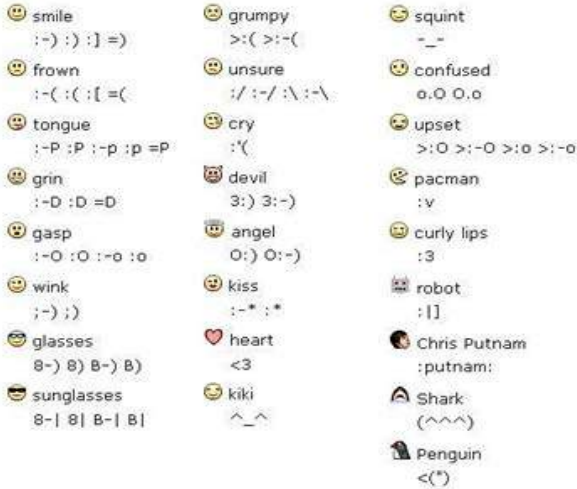 smile
:-) :) :] =)
frown
:-( :( :[ =(
tongue
:-P :P :-p :p =P
grin
:-D :D =D
gasp
:-O :O :-o :o
wink
;-) ;)
glasses
8-) 8) B-) B)
sunglasses
8-| 8| B-| B|
grumpy
>:( >:-(
unsure
:/ :-/ :\ :-\
cry
:'(
devil
3:) 3:-)
angel
O:) O:-)
kiss
:-* :*
heart
<3
kiki
^_^
squint
-_-
confused
o.O O.o
upset
>:O >:-O >:o >:-o
pacman
:v
curly lips
:3
robot
:|]
Chris Putnam
:putnam:
Shark
(^^^)
Penguin
<(")